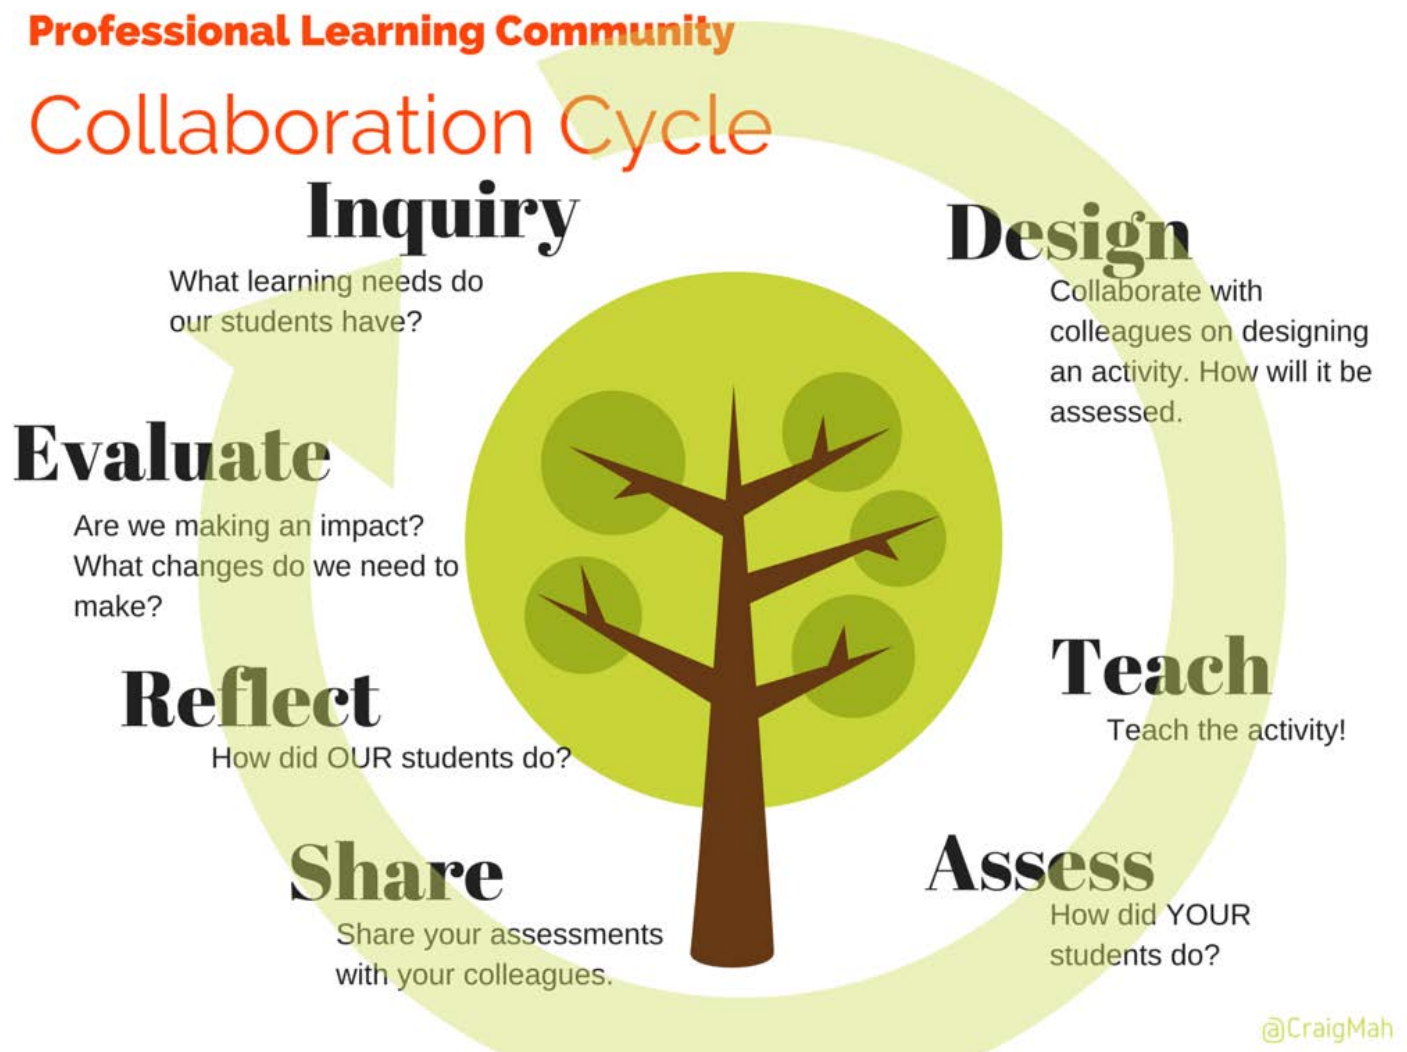 Professional Learning Community
Collaboration Cycle
Inquiry
What learning needs do
our students have?
Design
Collaborate with
colleagues on designing
an activity. How will it be
assessed.
Teach
Teach the activity!
Assess
How did YOUR
students do?
Share
Share your assessments
with your colleagues.
Reflect
How did OUR students do?
Evaluate
Are we making an impact?
What changes do we need to
make?
@CraigMah